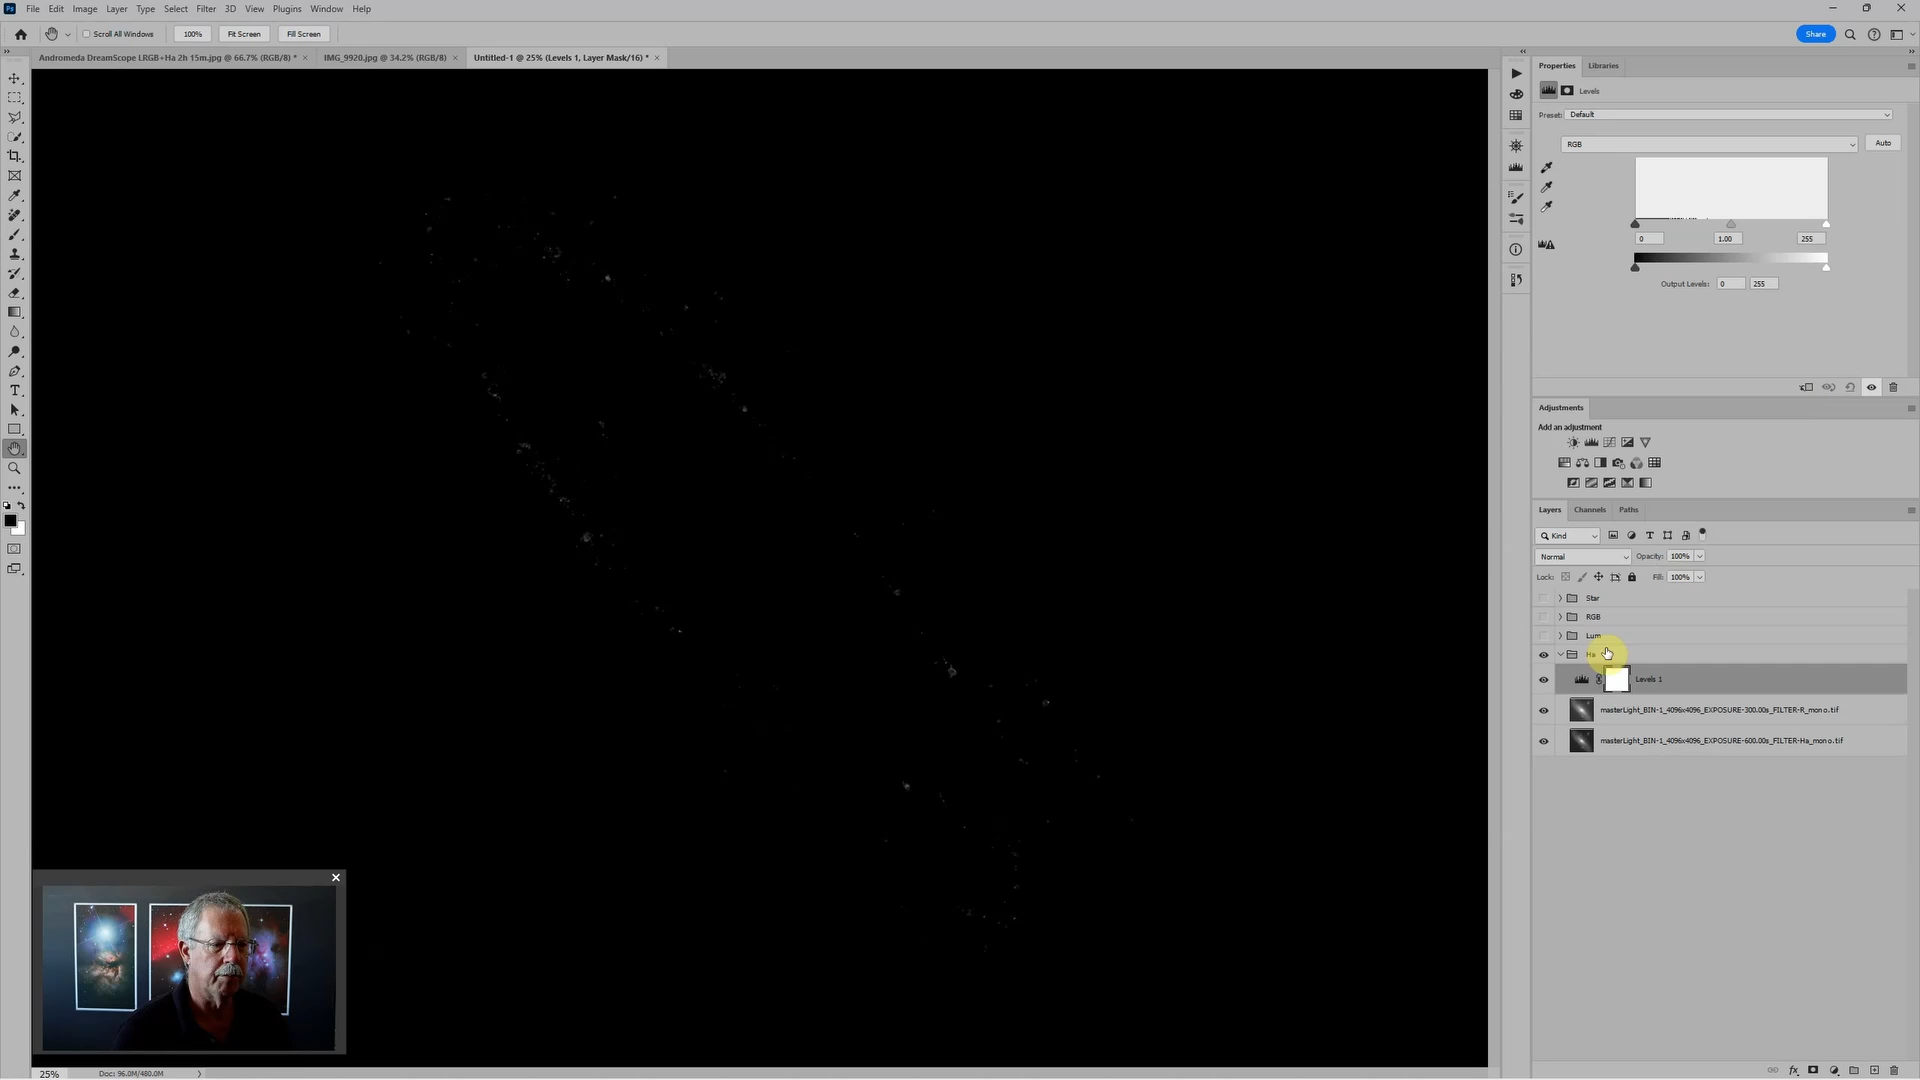 Ps File Edit Image Layer Type Select Filter 3D View Plugins Window Help
Scroll All Windows 100% Fit Screen Fill Screen Share
Andromeda DreamScope LRGB+Ha 2h 15m.jpg @ 66.7% (RGB/8) * × IMG_9920.jpg @ 34.2% (RGB/8) × Untitled-1 @ 25% (Levels 1, Layer Mask/16) * ×
Properties Libraries
Levels
Preset: Default
RGB Auto
0 1.00 255
Output Levels: 0 255
Adjustments
Add an adjustment
Layers Channels Paths
Kind
Normal Opacity: 100%
Lock: Fill: 100%
Star
RGB
Lum
Ha
Levels 1
masterLight_BIN-1_4096x4096_EXPOSURE-300.00s_FILTER-R_mono.tif
masterLight_BIN-1_4096x4096_EXPOSURE-600.00s_FILTER-Ha_mono.tif
25% Doc: 96.0M/480.0M